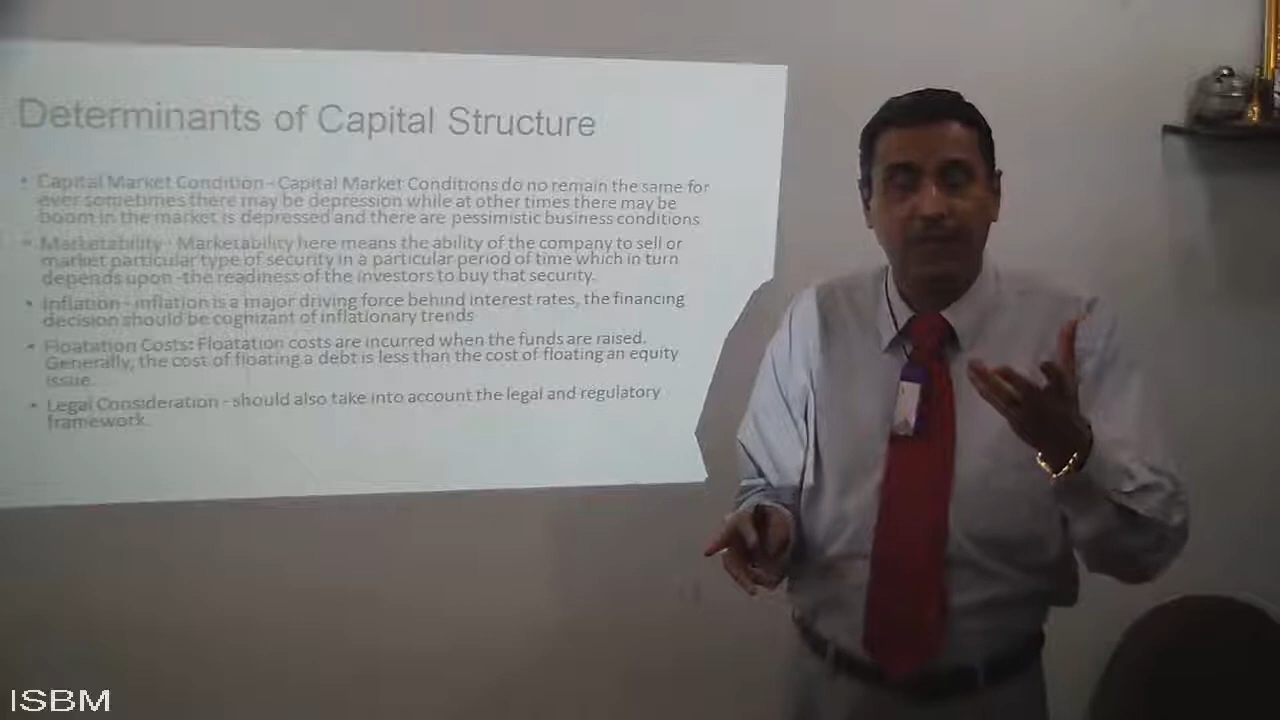 Determinants of Capital Structure
• Capital Market Condition - Capital Market Conditions do no remain the same for
ever sometimes there may be depression while at other times there may be
boom in the market is depressed and there are pessimistic business conditions
• Marketability - Marketability here means the ability of the company to sell or
market particular type of security in a particular period of time which in turn
depends upon -the readiness of the investors to buy that security.
• Inflation - inflation is a major driving force behind interest rates, the financing
decision should be cognizant of inflationary trends
• Floatation Costs: Floatation costs are incurred when the funds are raised.
Generally, the cost of floating a debt is less than the cost of floating an equity
issue.
• Legal Consideration - should also take into account the legal and regulatory
framework.
ISBM